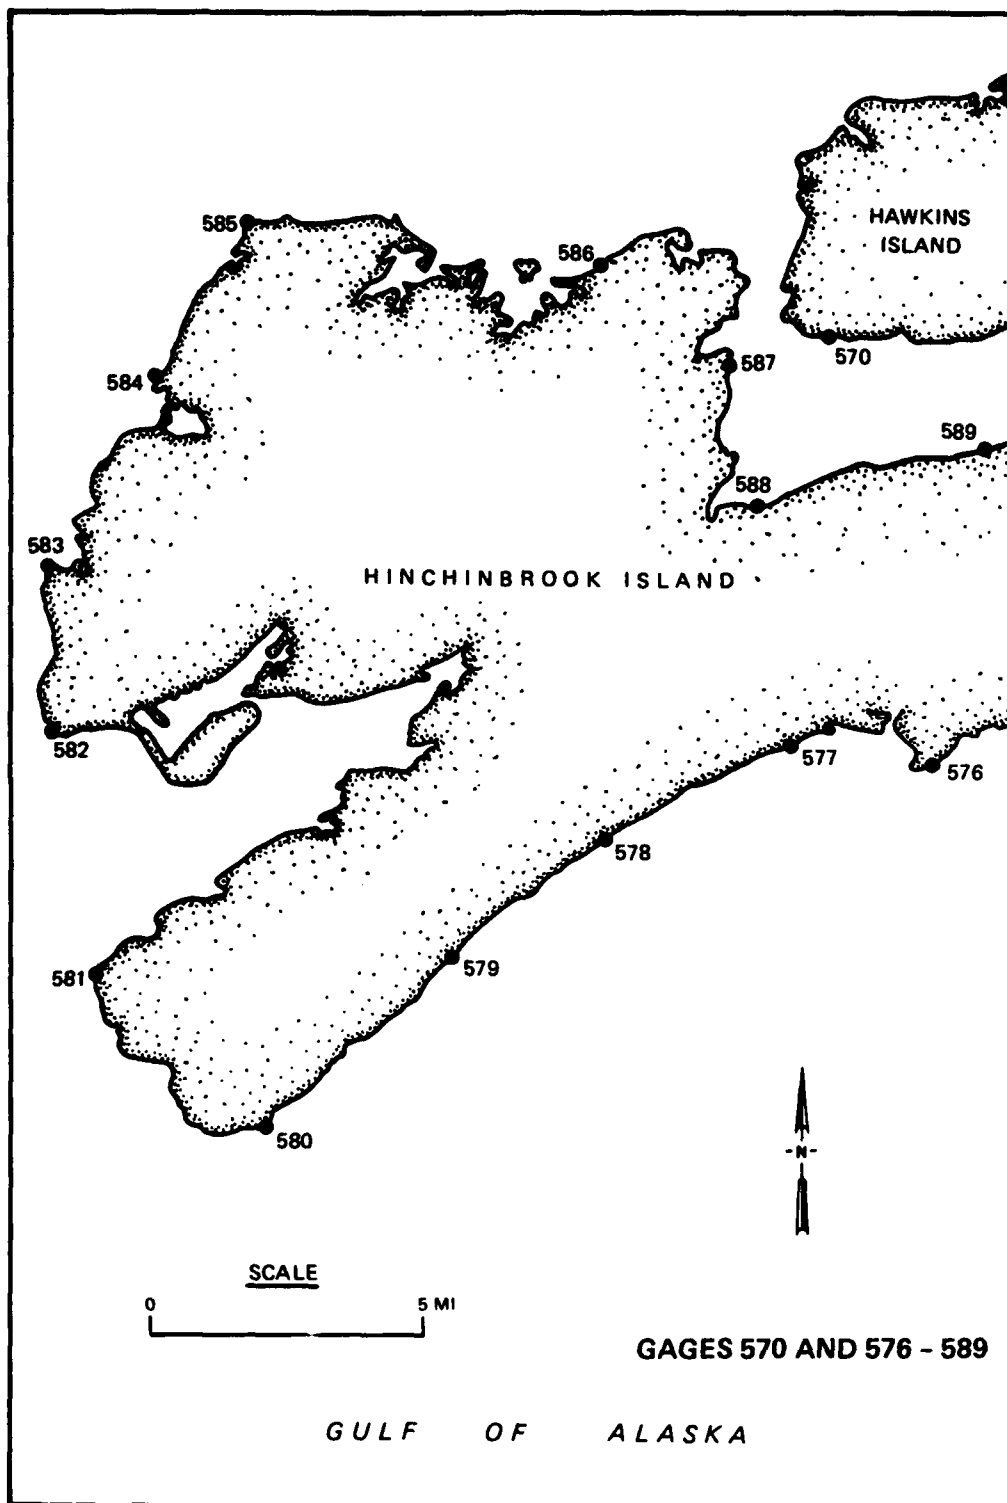 HAWKINS
ISLAND
585
586
570
587
584
589
588
583
HINCHINBROOK ISLAND
582
577
576
578
579
581
580
-N-
SCALE
0 5 MI
GAGES 570 AND 576 - 589
GULF OF ALASKA